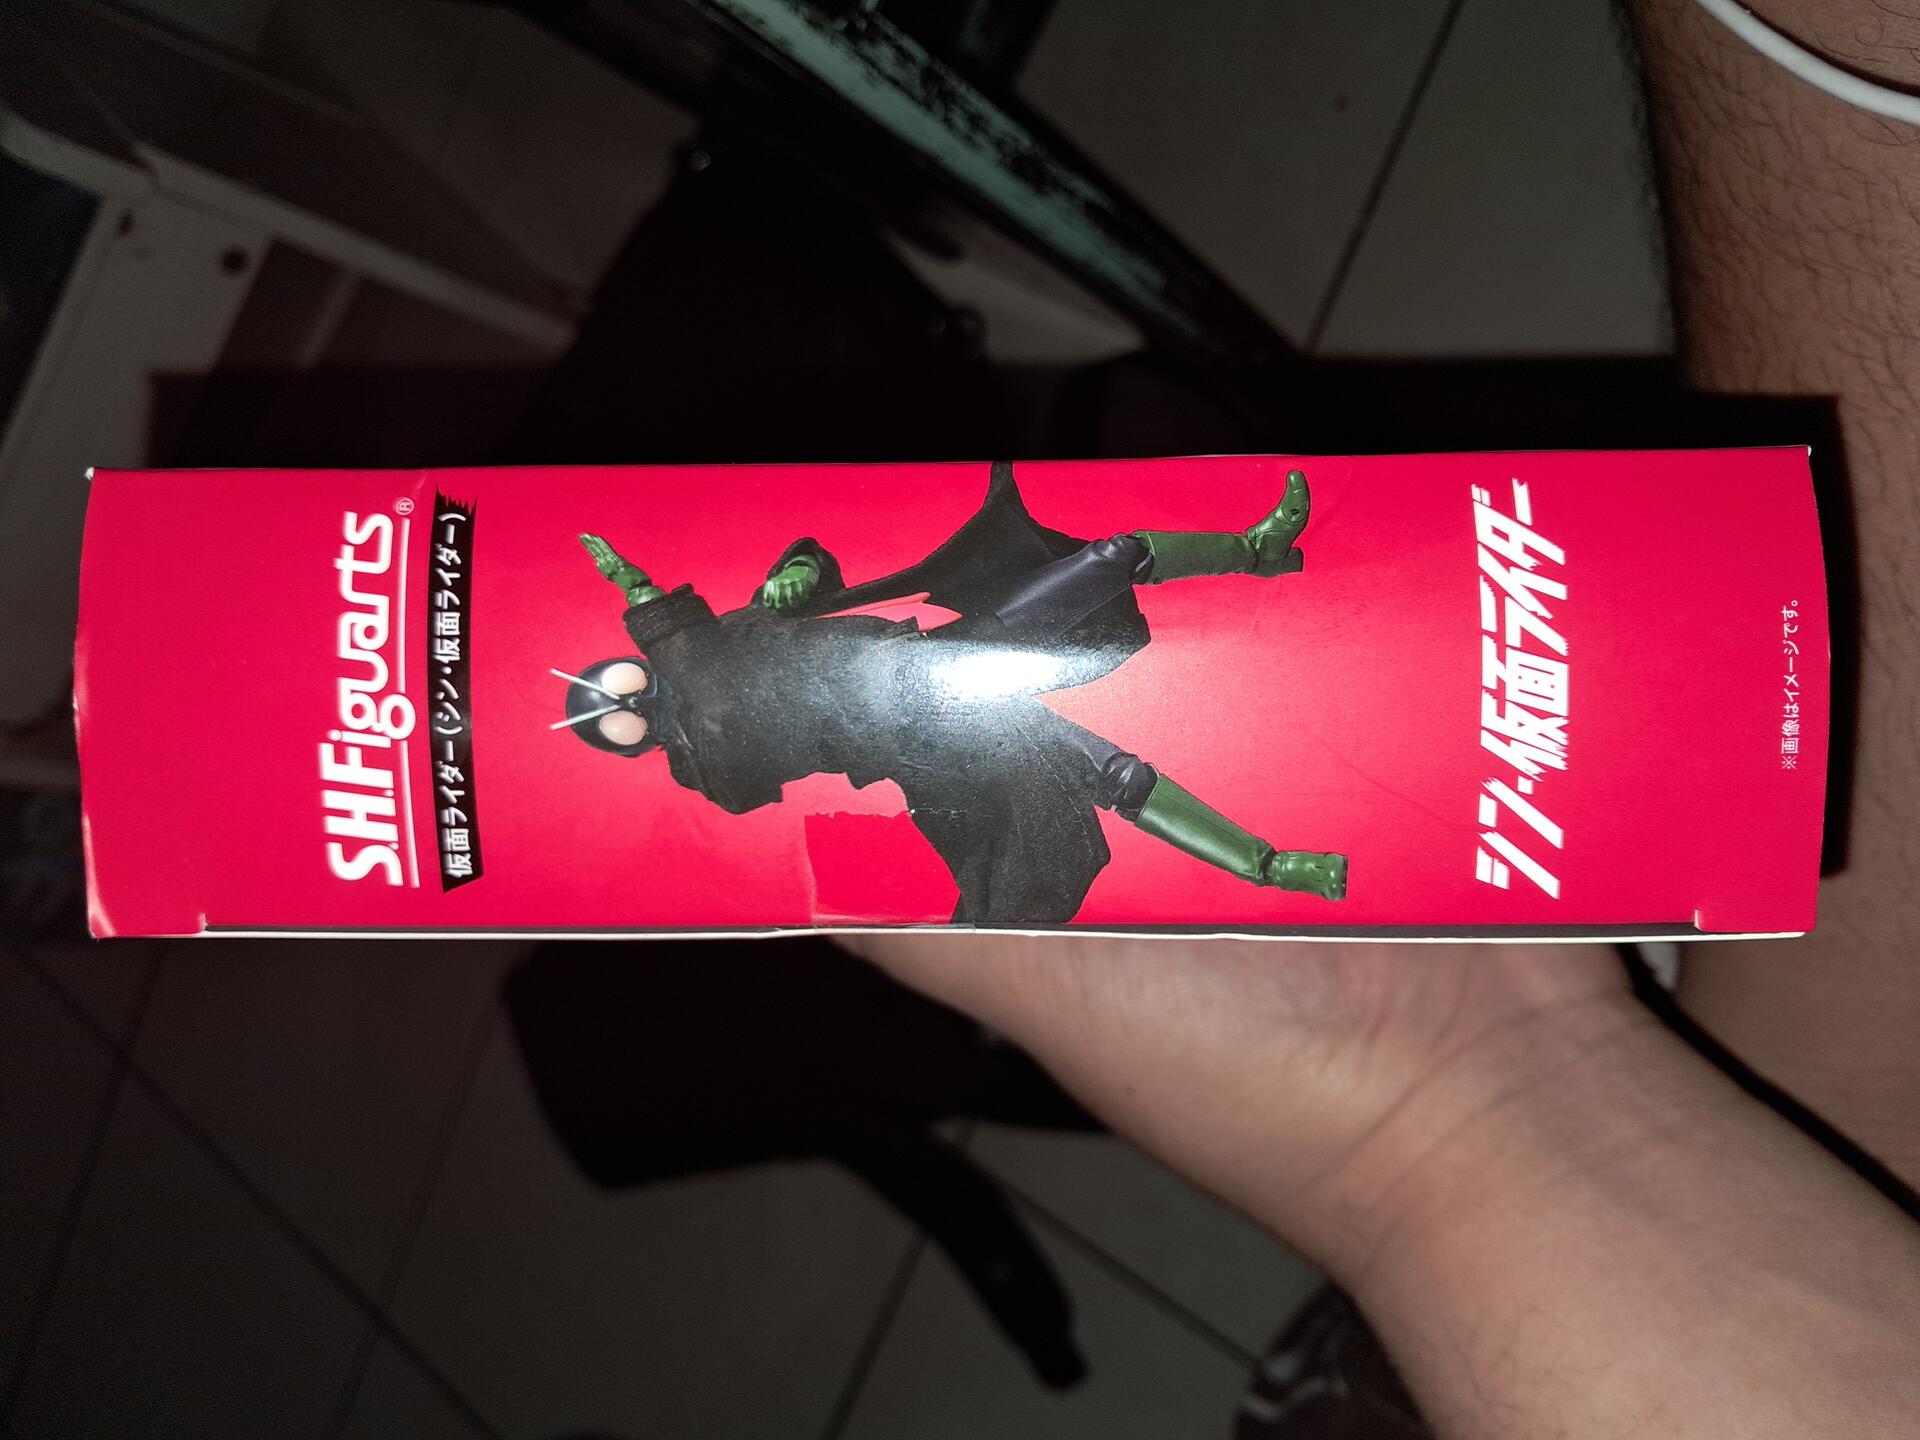 S.H.Figuarts®
仮面ライダー(シン・仮面ライダー)
シン・仮面ライダー
※画像はイメージです。